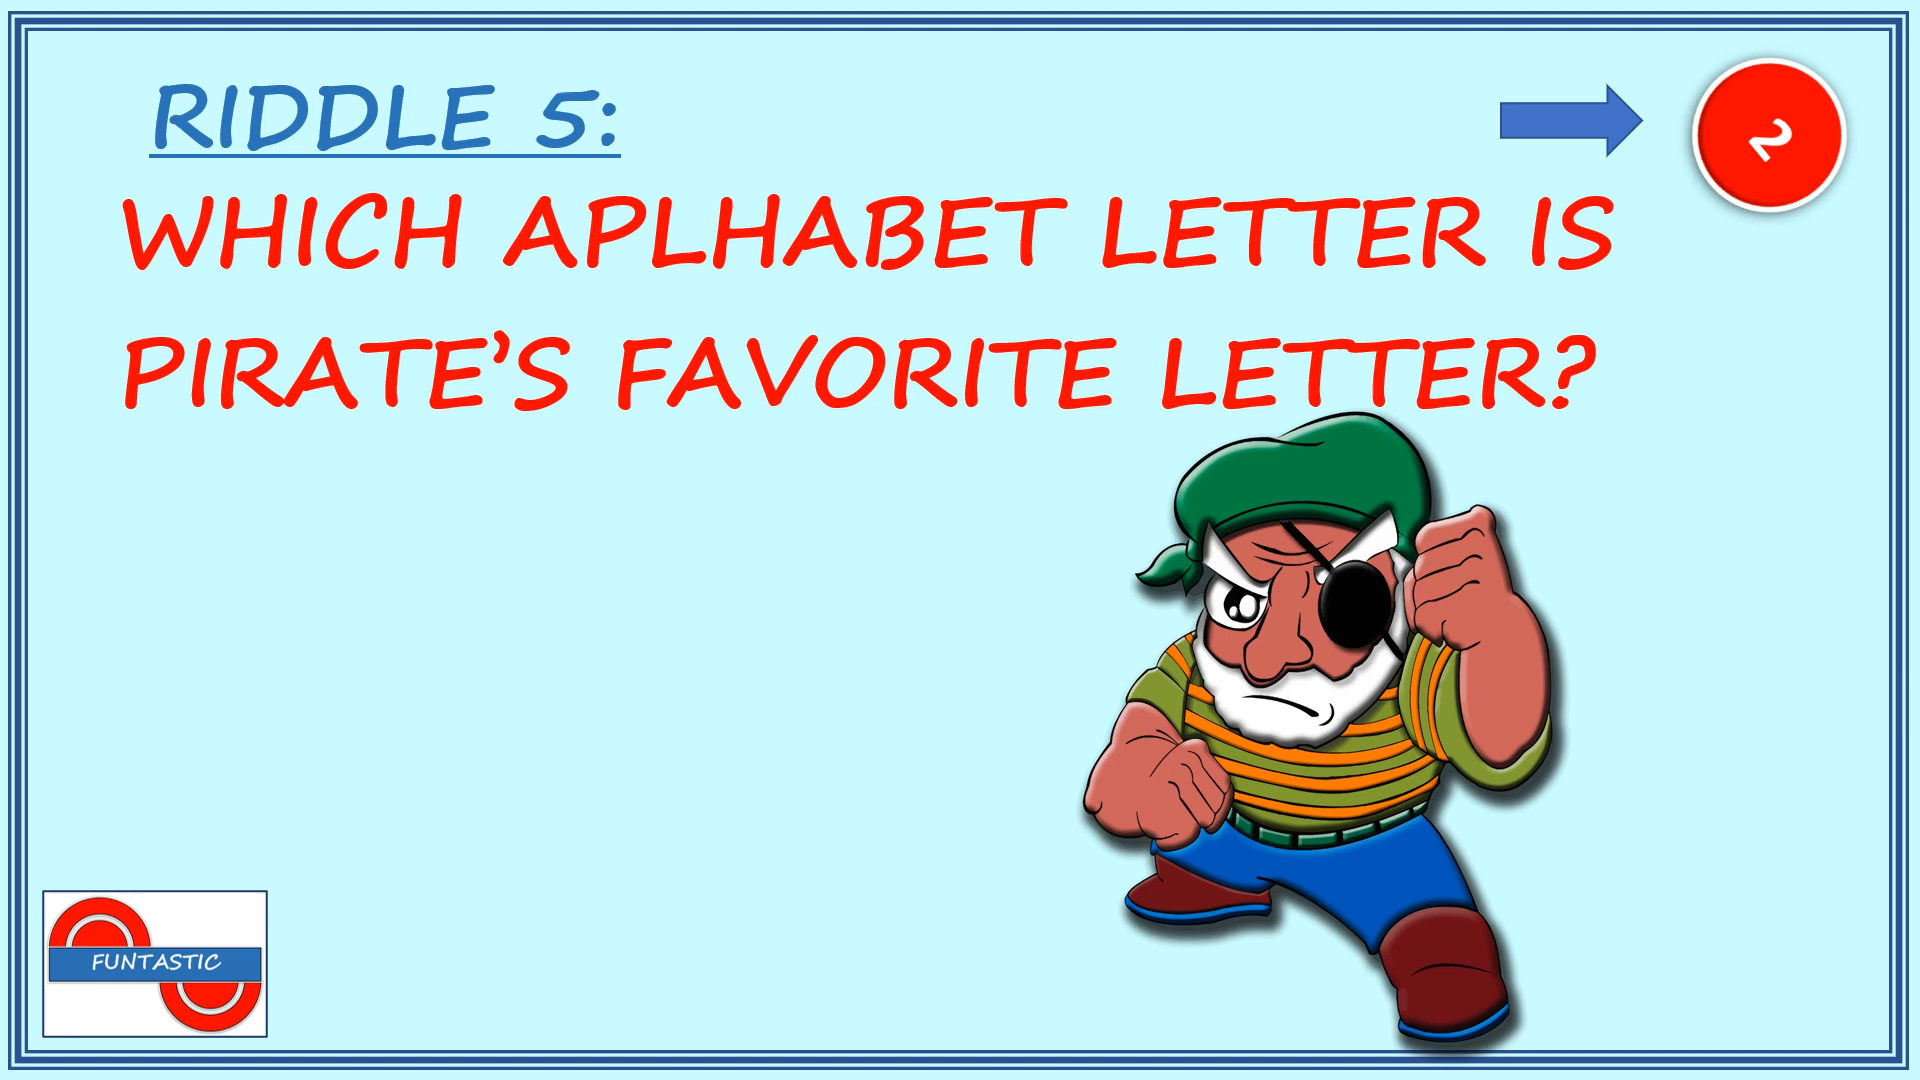 RIDDLE 5:
2
WHICH APLHABET LETTER IS
PIRATE'S FAVORITE LETTER?
FUNTASTIC